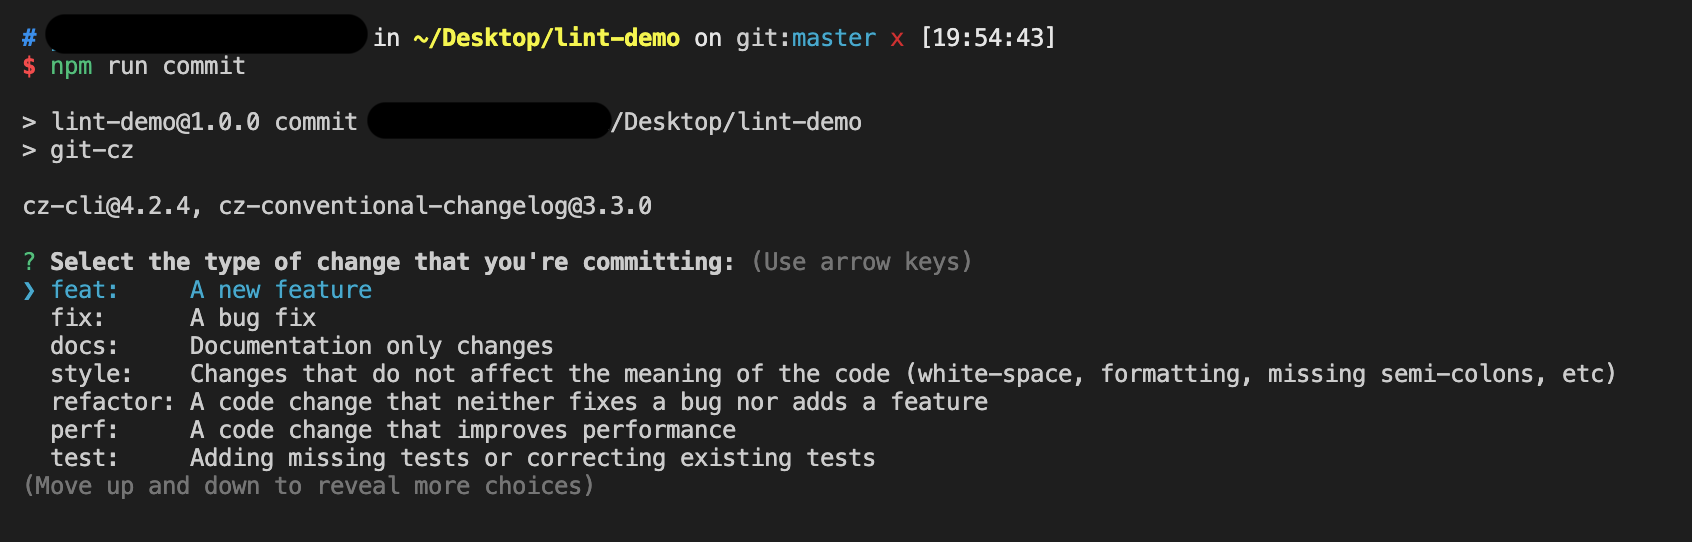 # in ~/Desktop/lint-demo on git:master x [19:54:43]
$ npm run commit
> lint-demo@1.0.0 commit /Desktop/lint-demo
> git-cz
cz-cli@4.2.4, cz-conventional-changelog@3.3.0
? Select the type of change that you're committing: (Use arrow keys)
❯ feat:     A new feature
  fix:      A bug fix
  docs:     Documentation only changes
  style:    Changes that do not affect the meaning of the code (white-space, formatting, missing semi-colons, etc)
  refactor: A code change that neither fixes a bug nor adds a feature
  perf:     A code change that improves performance
  test:     Adding missing tests or correcting existing tests
(Move up and down to reveal more choices)